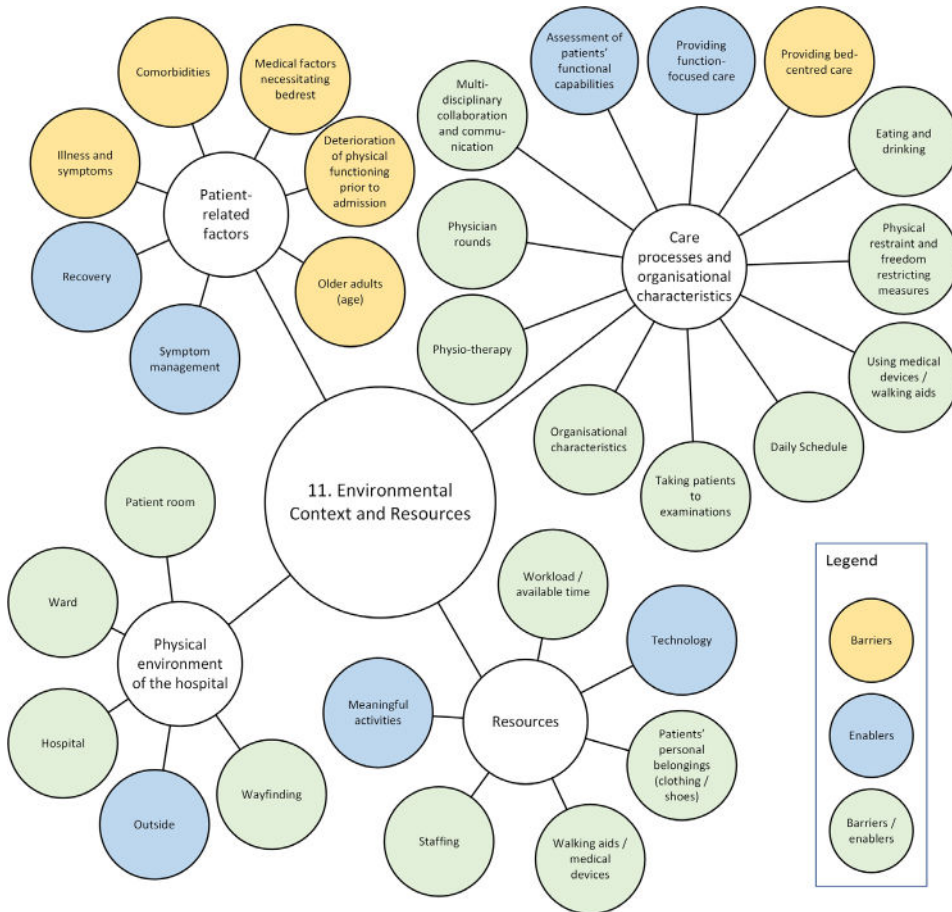 Comorbidities
Medical factors
necessitating
bedrest
Illness and
symptoms
Deterioration
of physical
functioning
prior to
admission
Patient-
related
factors
Recovery
Older adults
(age)
Symptom
management
Assessment of
patients'
functional
capabilities
Providing
function-
focused care
Providing bed-
centred care
Multi-
disciplinary
collaboration
and commu-
nication
Eating and
drinking
Physician
rounds
Care
processes and
organisational
characteristics
Physical
restraint and
freedom
restricting
measures
Physio-therapy
Using medical
devices /
walking aids
Organisational
characteristics
Taking patients
to
examinations
Daily Schedule
11. Environmental
Context and Resources
Patient room
Ward
Physical
environment
of the hospital
Hospital
Outside
Wayfinding
Workload /
available time
Technology
Meaningful
activities
Resources
Patients'
personal
belongings
(clothing /
shoes)
Staffing
Walking aids /
medical
devices
Legend
Barriers
Enablers
Barriers /
enablers